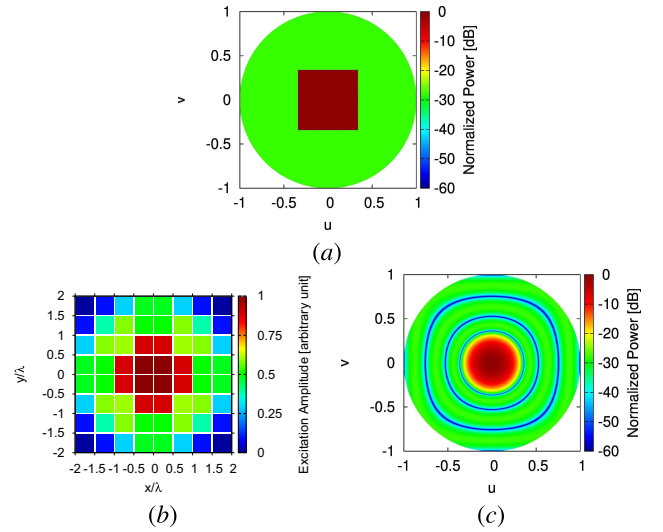 1
0.5
0
-0.5
-1
v
-1 -0.5 0 0.5 1
u
0
-10
-20
-30
-40
-50
-60
Normalized Power [dB]
(a)
2
1.5
1
0.5
0
-0.5
-1
-1.5
-2
y/λ
-2 -1.5 -1 -0.5 0 0.5 1 1.5 2
x/λ
1
0.75
0.5
0.25
0
Excitation Amplitude [arbitrary unit]
(b)
1
0.5
0
-0.5
-1
v
-1 -0.5 0 0.5 1
u
0
-10
-20
-30
-40
-50
-60
Normalized Power [dB]
(c)